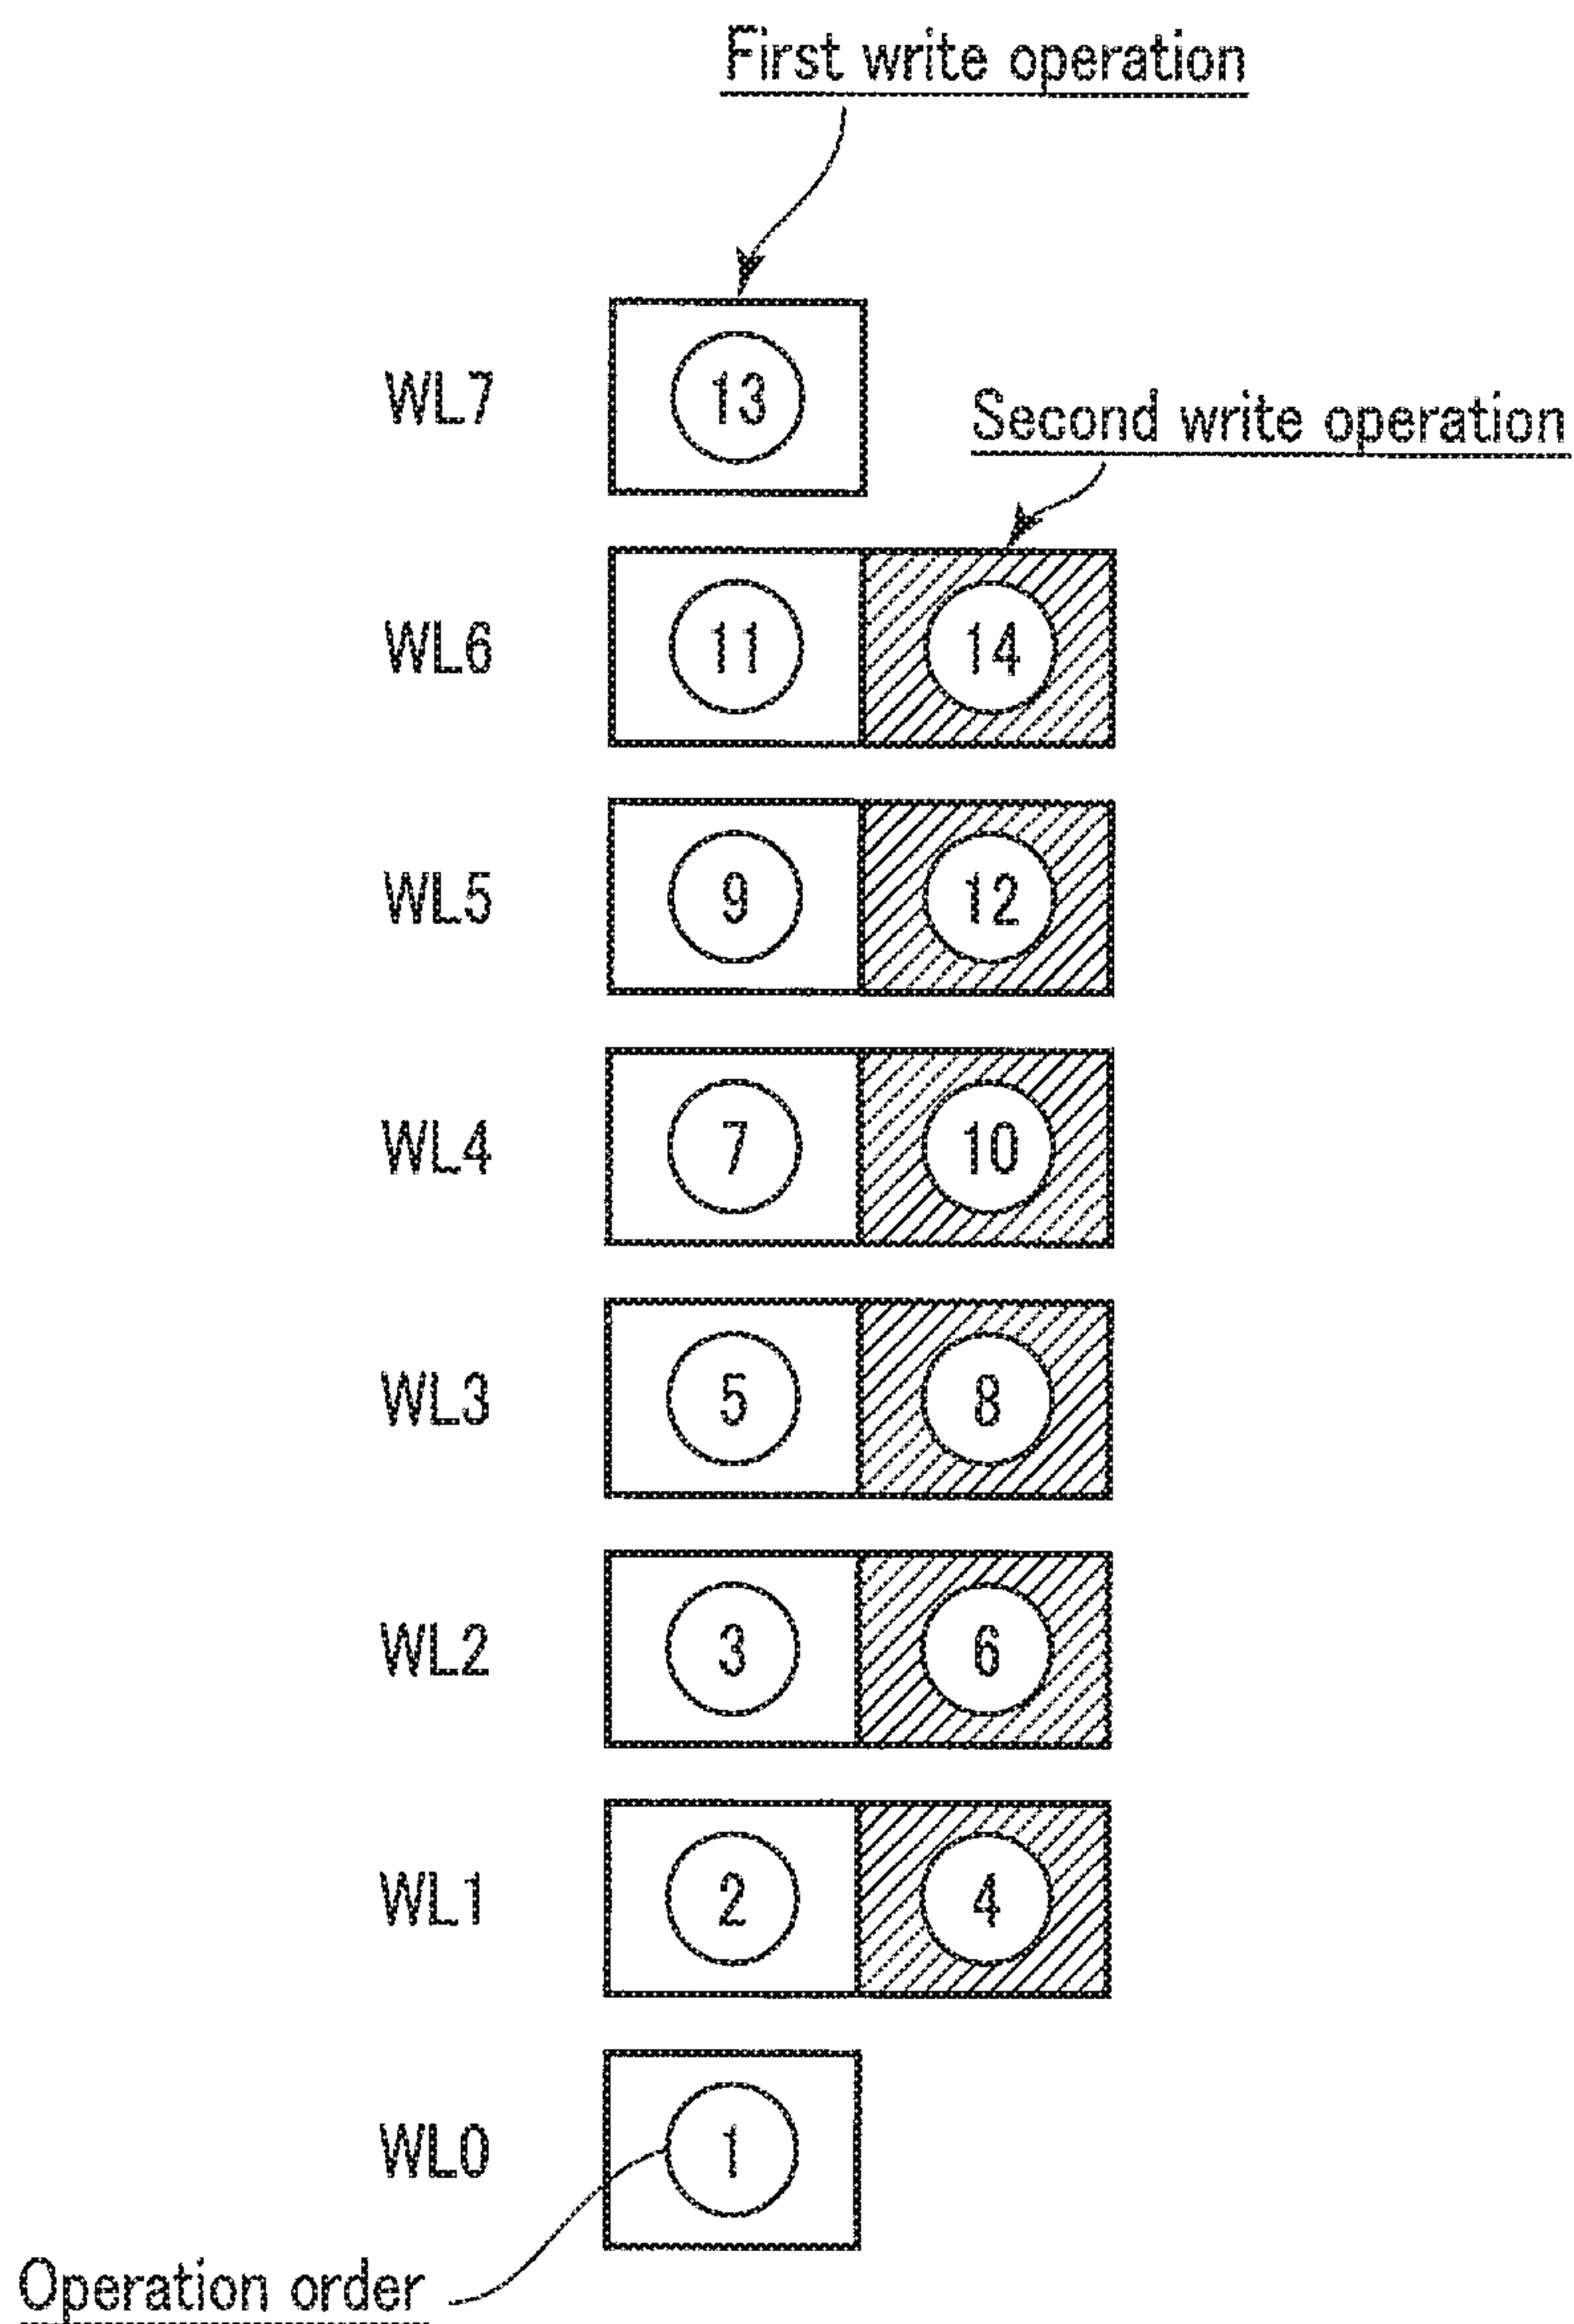 First write operation
WL7 13
Second write operation
WL6 11 14
WL5 9 12
WL4 7 10
WL3 5 8
WL2 3 6
WL1 2 4
WL0 1
Operation order